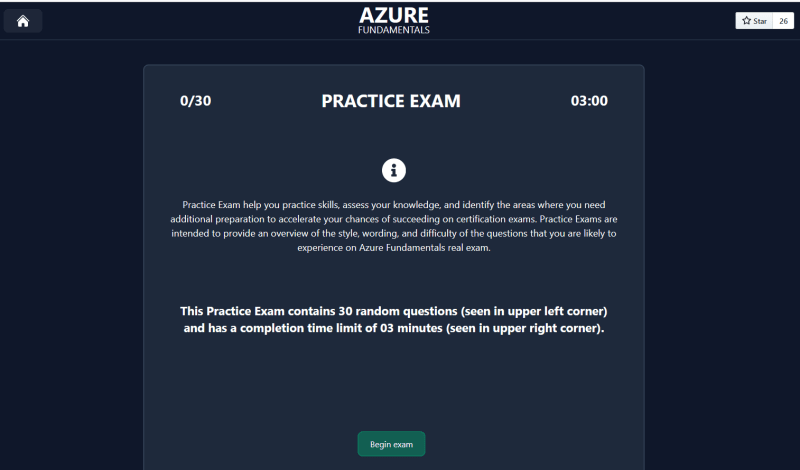 AZURE
FUNDAMENTALS
Star 26
0/30 PRACTICE EXAM 03:00
Practice Exam help you practice skills, assess your knowledge, and identify the areas where you need
additional preparation to accelerate your chances of succeeding on certification exams. Practice Exams are
intended to provide an overview of the style, wording, and difficulty of the questions that you are likely to
experience on Azure Fundamentals real exam.
This Practice Exam contains 30 random questions (seen in upper left corner)
and has a completion time limit of 03 minutes (seen in upper right corner).
Begin exam